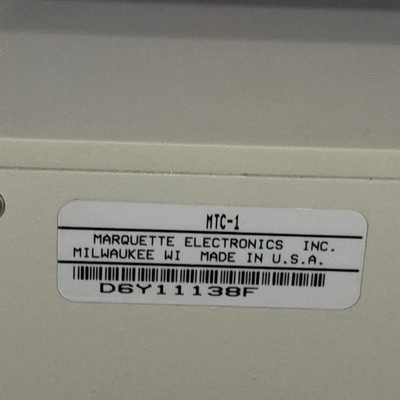 MTC-1
MARQUETTE ELECTRONICS INC.
MILWAUKEE WI MADE IN U.S.A.
D6Y11138F